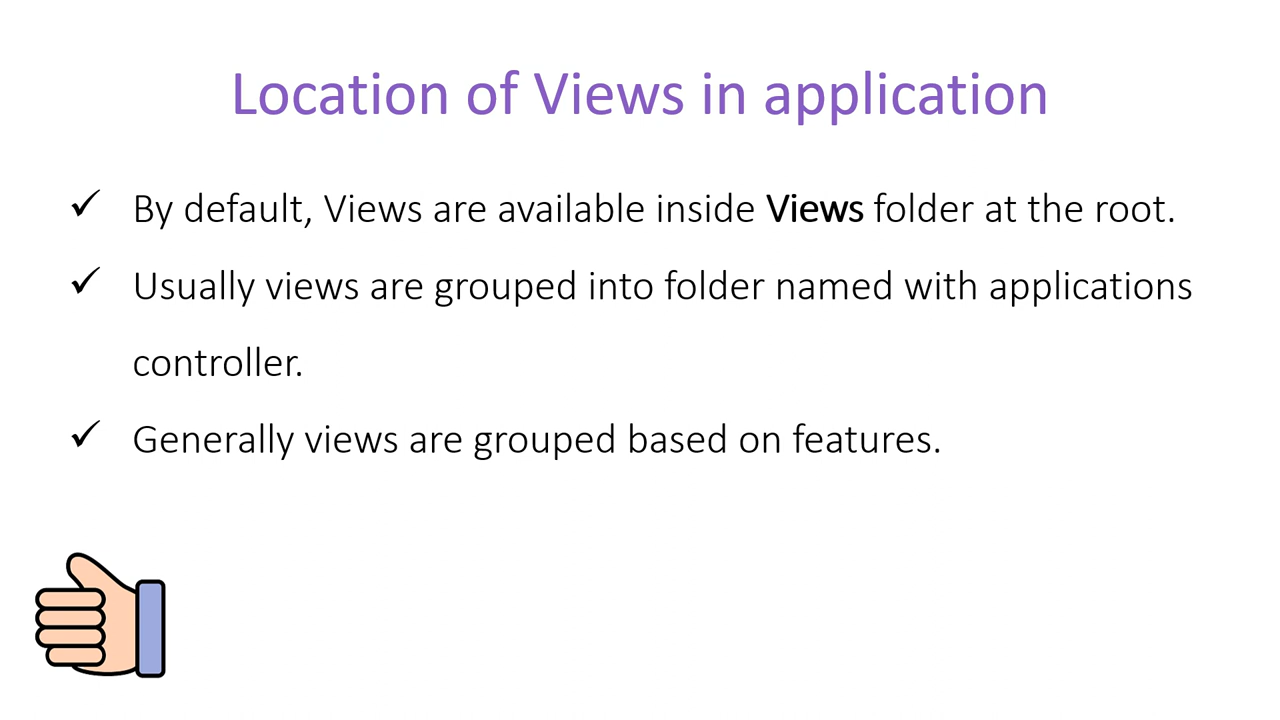 Location of Views in application
✓ By default, Views are available inside Views folder at the root.
✓ Usually views are grouped into folder named with applications
controller.
✓ Generally views are grouped based on features.